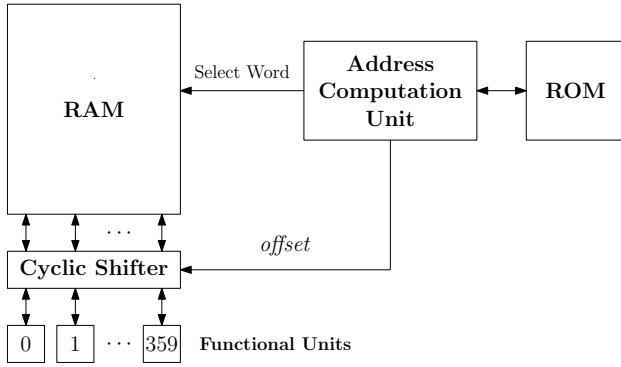 RAM
Select Word
Address
Computation
Unit
ROM
...
offset
Cyclic Shifter
0 1 ... 359 Functional Units